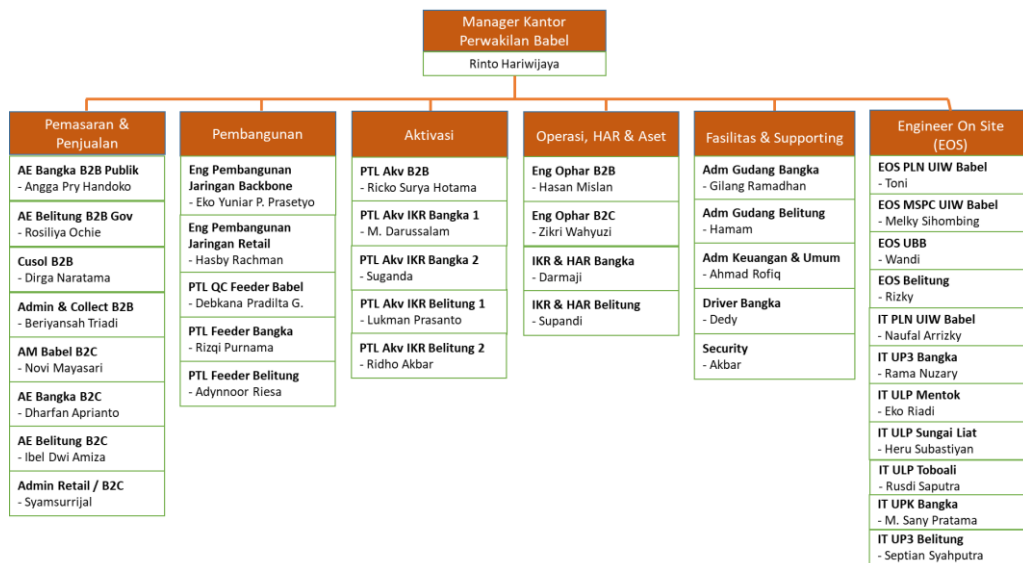 Manager Kantor
Perwakilan Babel
Rinto Hariwijaya
Pemasaran &
Penjualan
AE Bangka B2B Publik
- Angga Pry Handoko
AE Belitung B2B Gov
- Rosiliya Ochie
Cusol B2B
- Dirga Naratama
Admin & Collect B2B
- Beriyansah Triadi
AM Babel B2C
- Novi Mayasari
AE Bangka B2C
- Dharfan Aprianto
AE Belitung B2C
- Ibel Dwi Amiza
Admin Retail / B2C
- Syamsurrijal
Pembangunan
Eng Pembangunan
Jaringan Backbone
- Eko Yuniar P. Prasetyo
Eng Pembangunan
Jaringan Retail
- Hasby Rachman
PTL QC Feeder Babel
- Debkana Pradilta G.
PTL Feeder Bangka
- Rizqi Purnama
PTL Feeder Belitung
- Adynnoor Riesa
Aktivasi
PTL Akv B2B
- Ricko Surya Hotama
PTL Akv IKR Bangka 1
- M. Darussalam
PTL Akv IKR Bangka 2
- Suganda
PTL Akv IKR Belitung 1
- Lukman Prasanto
PTL Akv IKR Belitung 2
- Ridho Akbar
Operasi, HAR & Aset
Eng Ophar B2B
- Hasan Mislan
Eng Ophar B2C
- Zikri Wahyuzi
IKR & HAR Bangka
- Darmaji
IKR & HAR Belitung
- Supandi
Fasilitas & Supporting
Adm Gudang Bangka
- Gilang Ramadhan
Adm Gudang Belitung
- Hamam
Adm Keuangan & Umum
- Ahmad Rofiq
Driver Bangka
- Dedy
Security
- Akbar
Engineer On Site
(EOS)
EOS PLN UIW Babel
- Toni
EOS MSPC UIW Babel
- Melky Sihombing
EOS UBB
- Wandi
EOS Belitung
- Rizky
IT PLN UIW Babel
- Naufal Arrizky
IT UP3 Bangka
- Rama Nuzary
IT ULP Mentok
- Eko Riadi
IT ULP Sungai Liat
- Heru Subastiyan
IT ULP Toboali
- Rusdi Saputra
IT UPK Bangka
- M. Sany Pratama
IT UP3 Belitung
- Septian Syahputra